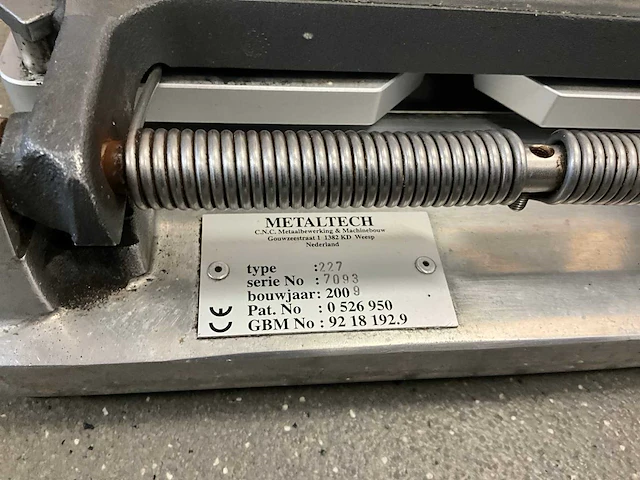 METALTECH
C.N.C. Metaalbewerking & Machinebouw
Gouwzeestraat 1 1382 KD Weesp
Nederland
type : 227
serie No : 7093
bouwjaar: 2009
Pat. No : 0 526 950
CE GBM No : 92 18 192.9